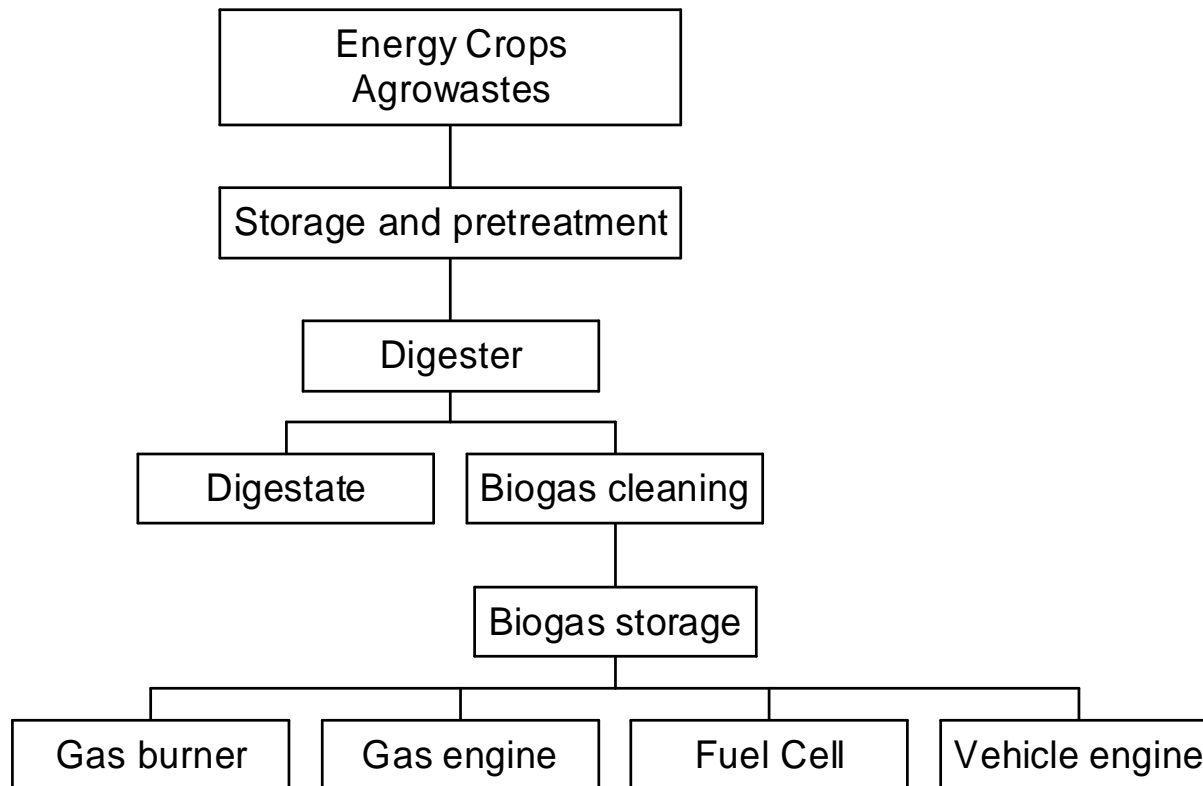 Energy Crops
Agrowastes
Storage and pretreatment
Digester
Digestate
Biogas cleaning
Biogas storage
Gas burner
Gas engine
Fuel Cell
Vehicle engine